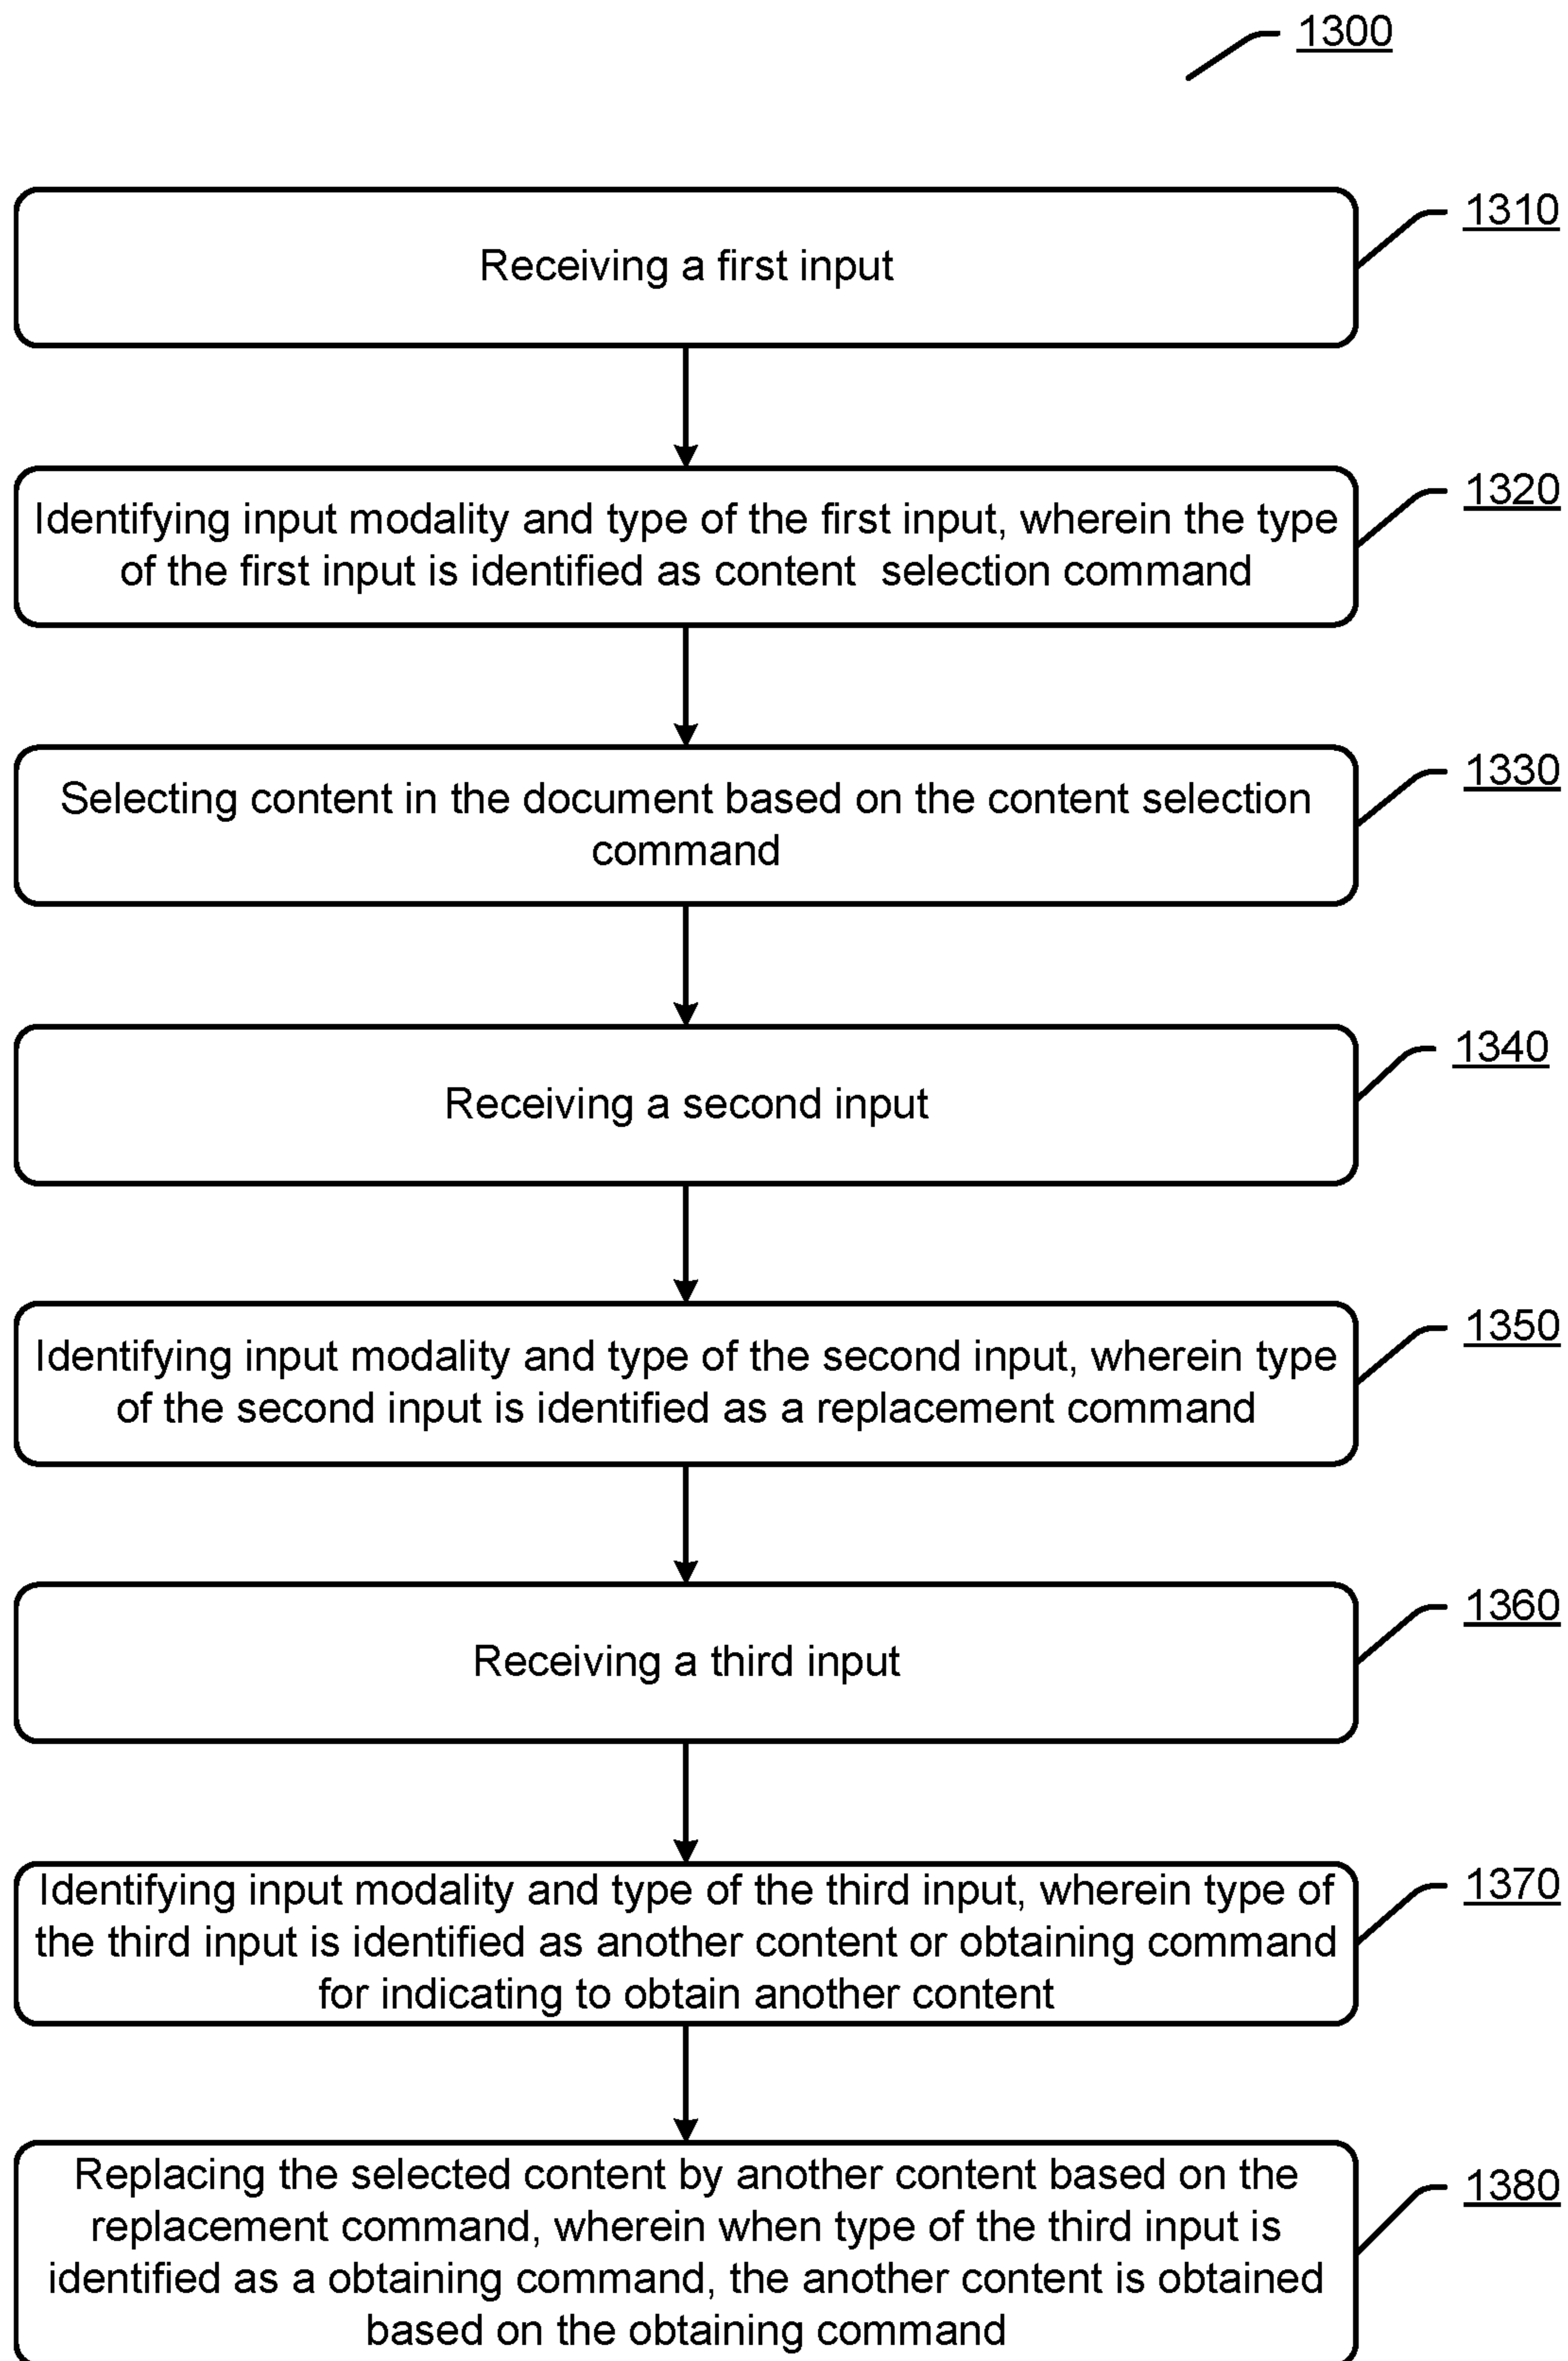 1300
1310
Receiving a first input
1320
Identifying input modality and type of the first input, wherein the type
of the first input is identified as content  selection command
1330
Selecting content in the document based on the content selection
command
1340
Receiving a second input
1350
Identifying input modality and type of the second input, wherein type
of the second input is identified as a replacement command
1360
Receiving a third input
1370
Identifying input modality and type of the third input, wherein type of
the third input is identified as another content or obtaining command
for indicating to obtain another content
1380
Replacing the selected content by another content based on the
replacement command, wherein when type of the third input is
identified as a obtaining command, the another content is obtained
based on the obtaining command